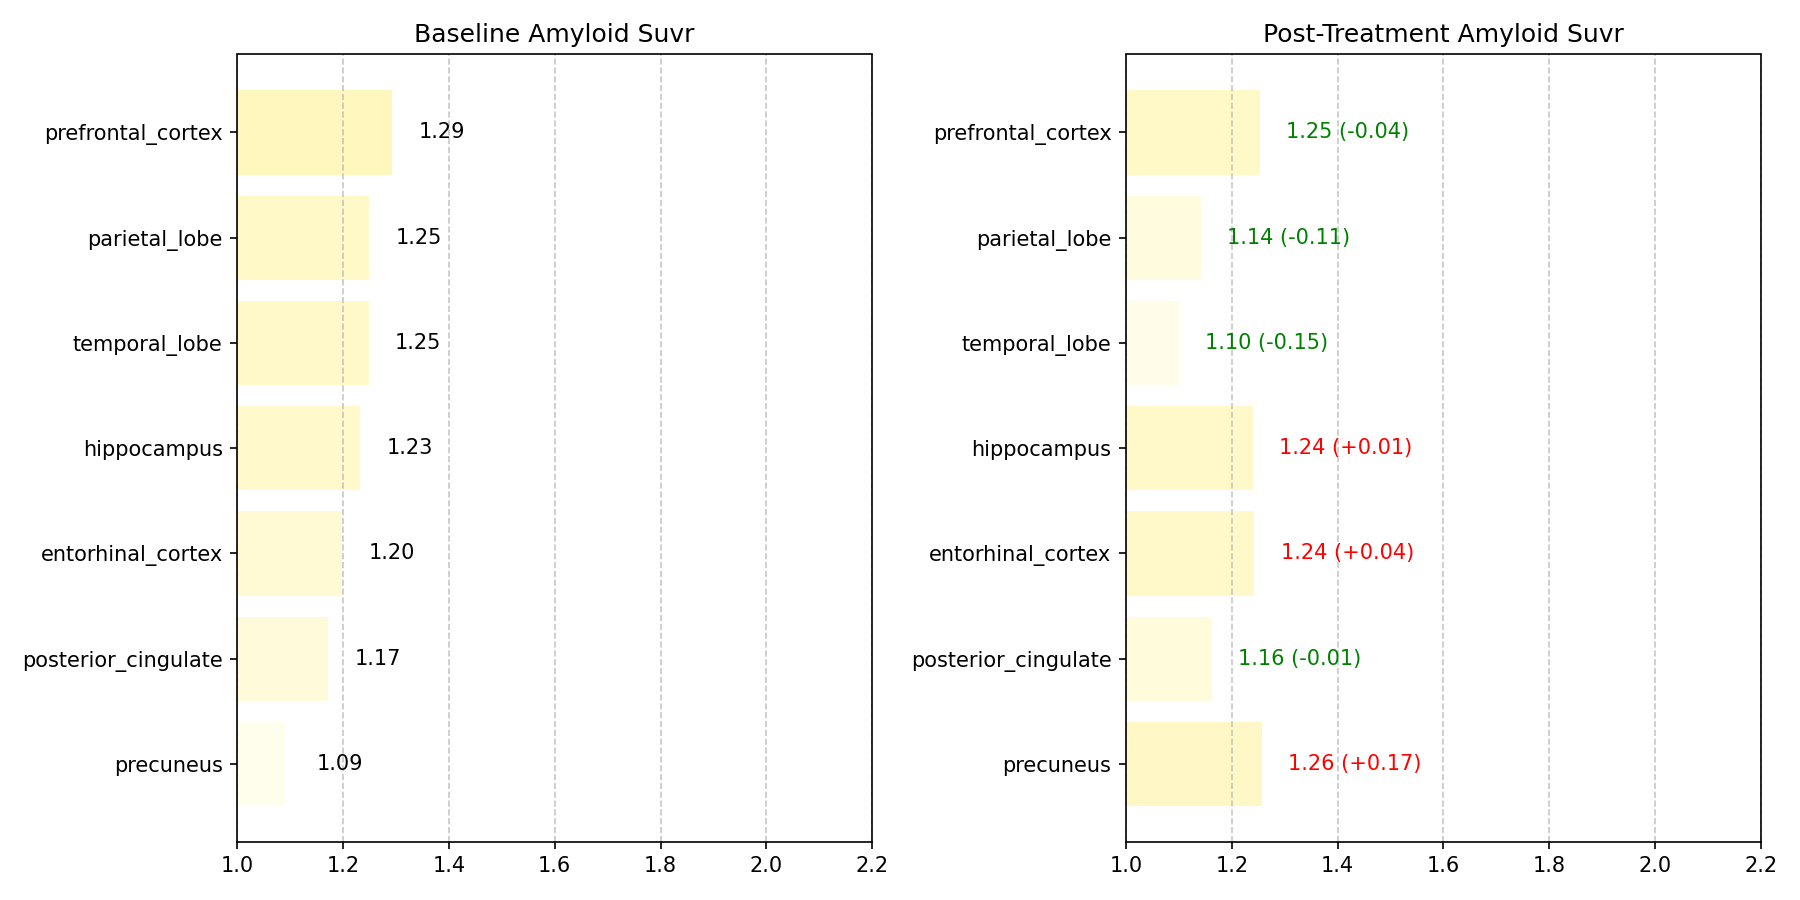 Baseline Amyloid Suvr
prefrontal_cortex 1.29
parietal_lobe 1.25
temporal_lobe 1.25
hippocampus 1.23
entorhinal_cortex 1.20
posterior_cingulate 1.17
precuneus 1.09
1.0 1.2 1.4 1.6 1.8 2.0 2.2
Post-Treatment Amyloid Suvr
prefrontal_cortex 1.25 (-0.04)
parietal_lobe 1.14 (-0.11)
temporal_lobe 1.10 (-0.15)
hippocampus 1.24 (+0.01)
entorhinal_cortex 1.24 (+0.04)
posterior_cingulate 1.16 (-0.01)
precuneus 1.26 (+0.17)
1.0 1.2 1.4 1.6 1.8 2.0 2.2